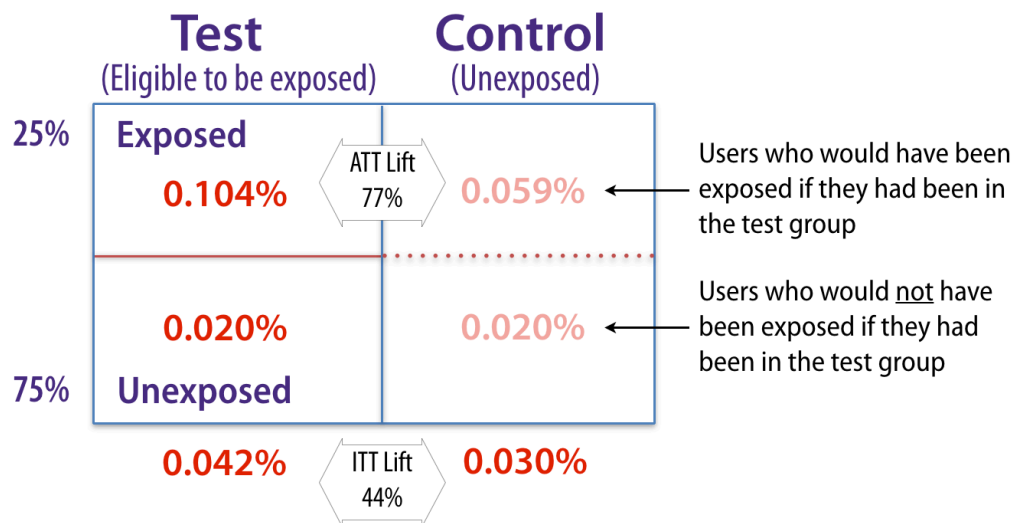 Test Control
(Eligible to be exposed) (Unexposed)
25% Exposed
ATT Lift
77%
0.104% 0.059%
Users who would have been
exposed if they had been in
the test group
0.020% 0.020%
Users who would not have
been exposed if they had
been in the test group
75% Unexposed
0.042% 0.030%
ITT Lift
44%